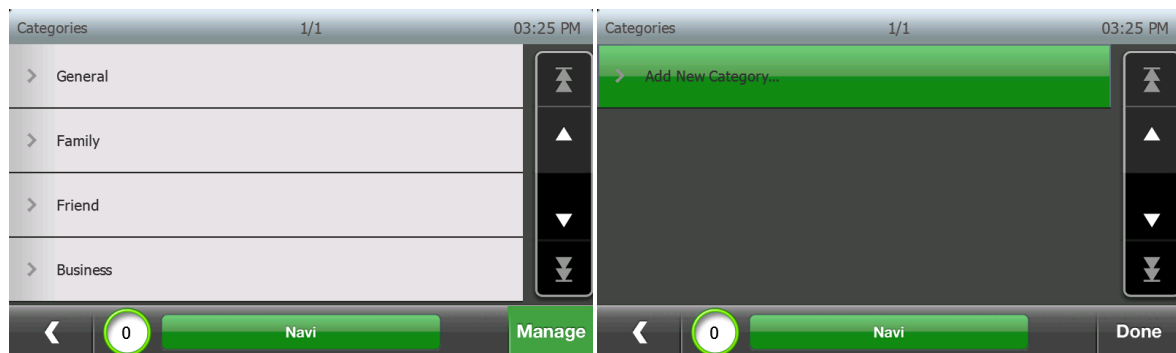 Categories 1/1 03:25 PM
General
Family
Friend
Business
0 Navi Manage
Categories 1/1 03:25 PM
Add New Category...
0 Navi Done